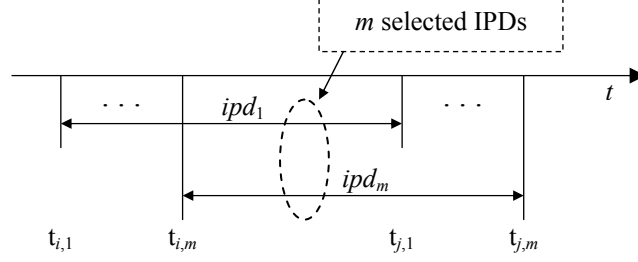 m selected IPDs
. . .
. . .
t
ipd₁
ipdₘ
tᵢ,₁
tᵢ,ₘ
tⱼ,₁
tⱼ,ₘ